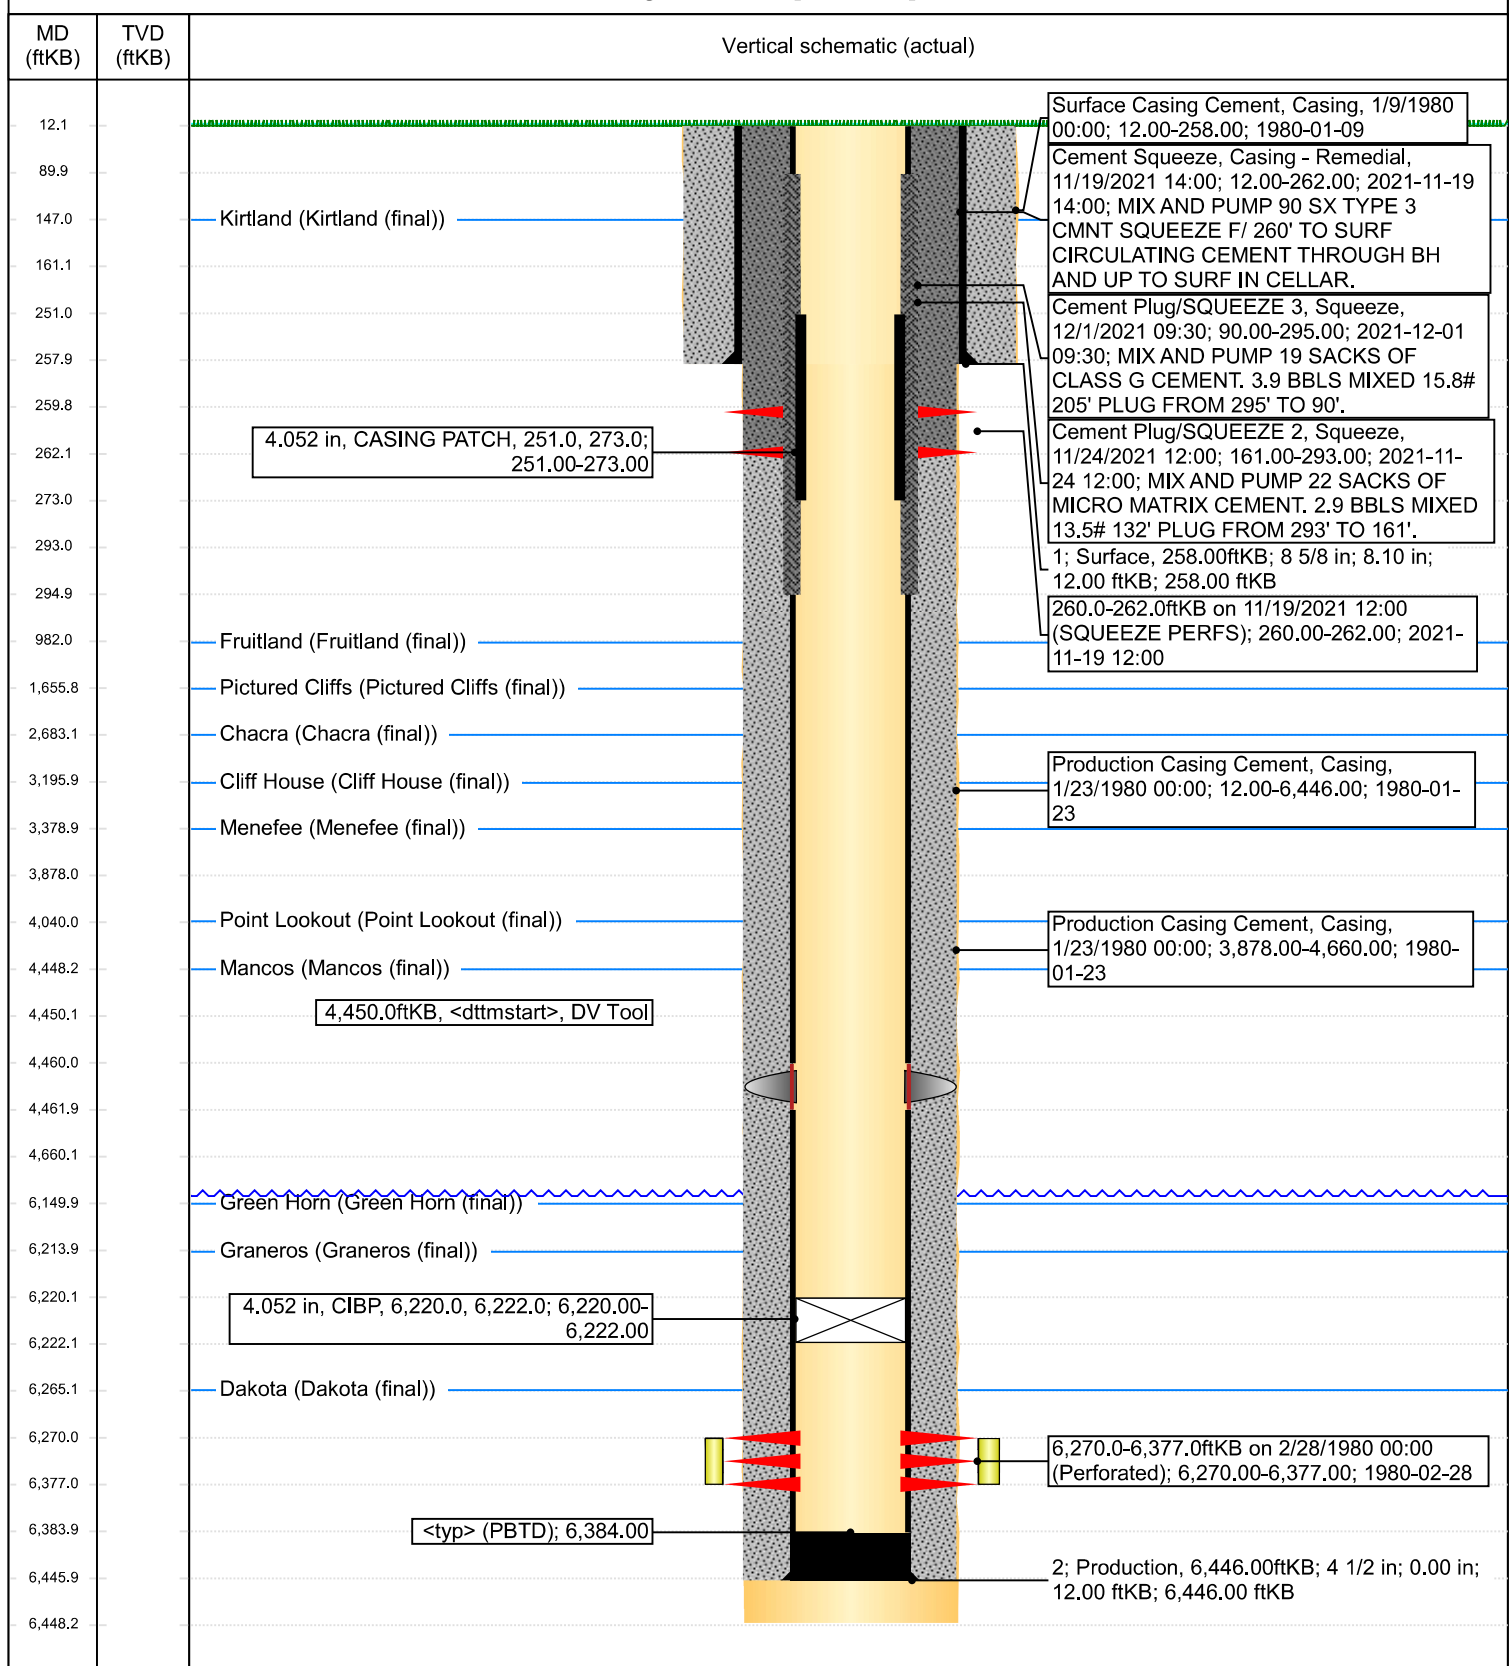 MD
(ftKB)
TVD
(ftKB)
Vertical schematic (actual)
12.1
89.9
147.0
161.1
251.0
257.9
259.8
262.1
273.0
293.0
294.9
982.0
1,655.8
2,683.1
3,195.9
3,378.9
3,878.0
4,040.0
4,448.2
4,450.1
4,460.0
4,461.9
4,660.1
6,149.9
6,213.9
6,220.1
6,222.1
6,265.1
6,270.0
6,377.0
6,383.9
6,445.9
6,448.2
Kirtland (Kirtland (final))
4.052 in, CASING PATCH, 251.0, 273.0;
251.00-273.00
Fruitland (Fruitland (final))
Pictured Cliffs (Pictured Cliffs (final))
Chacra (Chacra (final))
Cliff House (Cliff House (final))
Menefee (Menefee (final))
Point Lookout (Point Lookout (final))
Mancos (Mancos (final))
4,450.0ftKB, <dttmstart>, DV Tool
Green Horn (Green Horn (final))
Graneros (Graneros (final))
4.052 in, CIBP, 6,220.0, 6,222.0; 6,220.00-
6,222.00
Dakota (Dakota (final))
<typ> (PBTD); 6,384.00
Surface Casing Cement, Casing, 1/9/1980
00:00; 12.00-258.00; 1980-01-09
Cement Squeeze, Casing - Remedial,
11/19/2021 14:00; 12.00-262.00; 2021-11-19
14:00; MIX AND PUMP 90 SX TYPE 3
CMNT SQUEEZE F/ 260' TO SURF
CIRCULATING CEMENT THROUGH BH
AND UP TO SURF IN CELLAR.
Cement Plug/SQUEEZE 3, Squeeze,
12/1/2021 09:30; 90.00-295.00; 2021-12-01
09:30; MIX AND PUMP 19 SACKS OF
CLASS G CEMENT. 3.9 BBLS MIXED 15.8#
205' PLUG FROM 295' TO 90'.
Cement Plug/SQUEEZE 2, Squeeze,
11/24/2021 12:00; 161.00-293.00; 2021-11-
24 12:00; MIX AND PUMP 22 SACKS OF
MICRO MATRIX CEMENT. 2.9 BBLS MIXED
13.5# 132' PLUG FROM 293' TO 161'.
1; Surface, 258.00ftKB; 8 5/8 in; 8.10 in;
12.00 ftKB; 258.00 ftKB
260.0-262.0ftKB on 11/19/2021 12:00
(SQUEEZE PERFS); 260.00-262.00; 2021-
11-19 12:00
Production Casing Cement, Casing,
1/23/1980 00:00; 12.00-6,446.00; 1980-01-
23
Production Casing Cement, Casing,
1/23/1980 00:00; 3,878.00-4,660.00; 1980-
01-23
6,270.0-6,377.0ftKB on 2/28/1980 00:00
(Perforated); 6,270.00-6,377.00; 1980-02-28
2; Production, 6,446.00ftKB; 4 1/2 in; 0.00 in;
12.00 ftKB; 6,446.00 ftKB